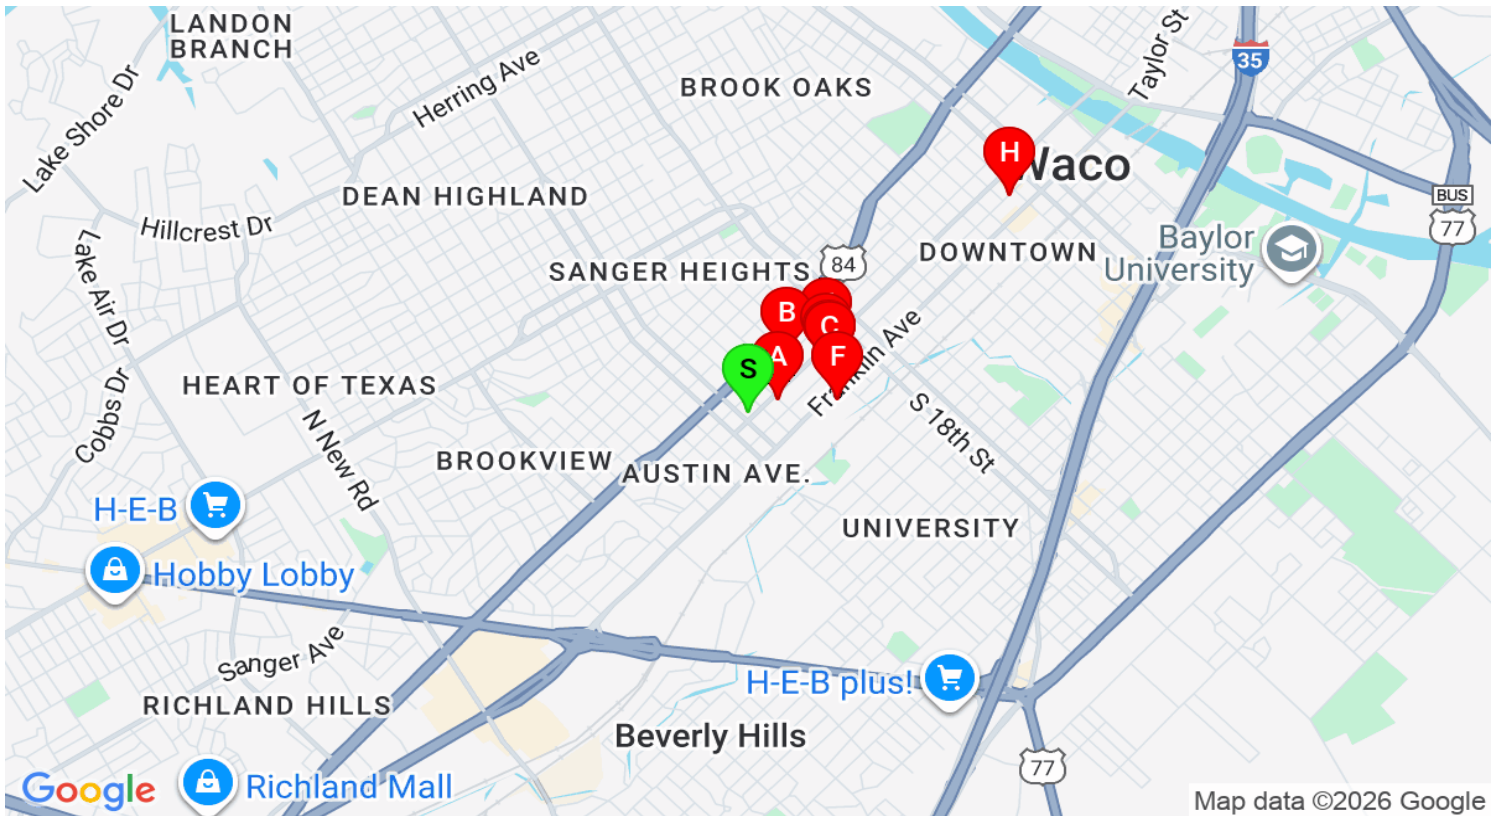 LANDON
BRANCH
Lake Shore Dr
Herring Ave
BROOK OAKS
Taylor St
35
H
Waco
DEAN HIGHLAND
BUS
77
Hillcrest Dr
Lake Air Dr
SANGER HEIGHTS
84
DOWNTOWN
Baylor
University
B
C
A
F
S
Franklin Ave
HEART OF TEXAS
Cobbs Dr
N New Rd
S 18th St
BROOKVIEW
AUSTIN AVE.
H-E-B
UNIVERSITY
Hobby Lobby
Sanger Ave
H-E-B plus!
RICHLAND HILLS
Beverly Hills
77
Google
Richland Mall
Map data ©2026 Google